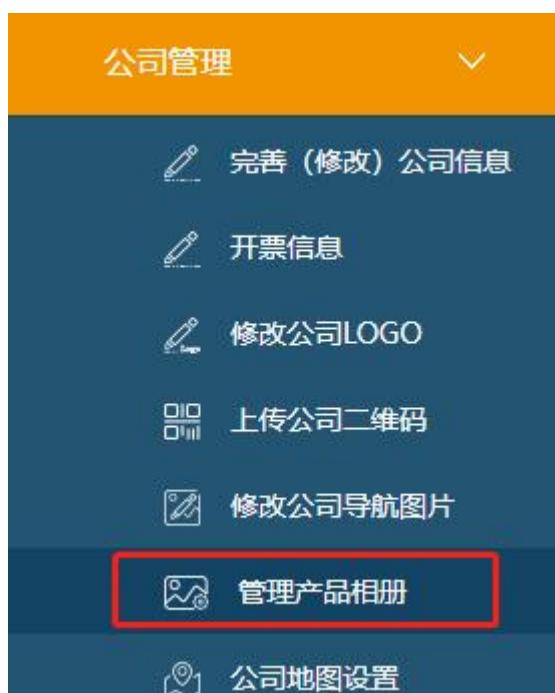 公司管理
完善（修改）公司信息
开票信息
修改公司LOGO
上传公司二维码
修改公司导航图片
管理产品相册
公司地图设置